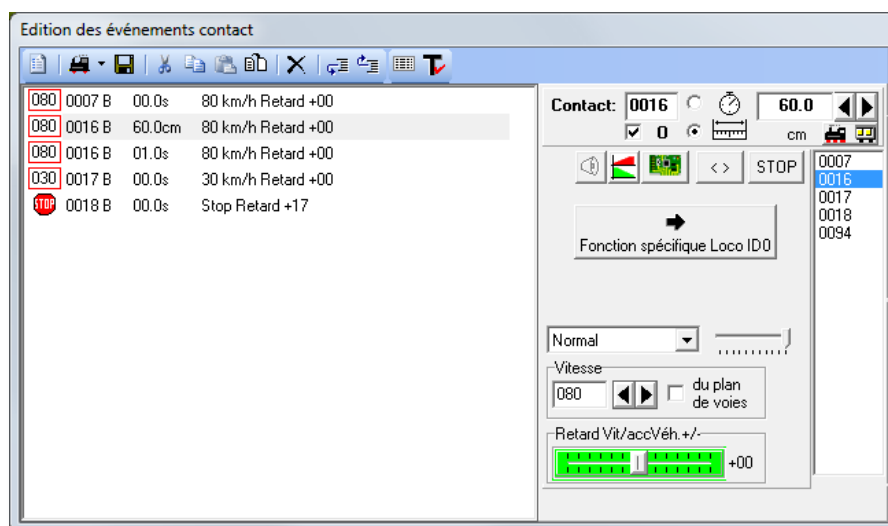 Edition des événements contact
080 0007 B 00.0s 80 km/h Retard +00
080 0016 B 60.0cm 80 km/h Retard +00
080 0016 B 01.0s 80 km/h Retard +00
030 0017 B 00.0s 30 km/h Retard +00
STOP 0018 B 00.0s Stop Retard +17
Contact: 0016 60.0
0 cm
< > STOP
0007
0016
0017
0018
0094
Fonction spécifique Loco ID0
Normal
Vitesse
080 du plan
de voies
Retard Vit/accVéh.+/-
+00